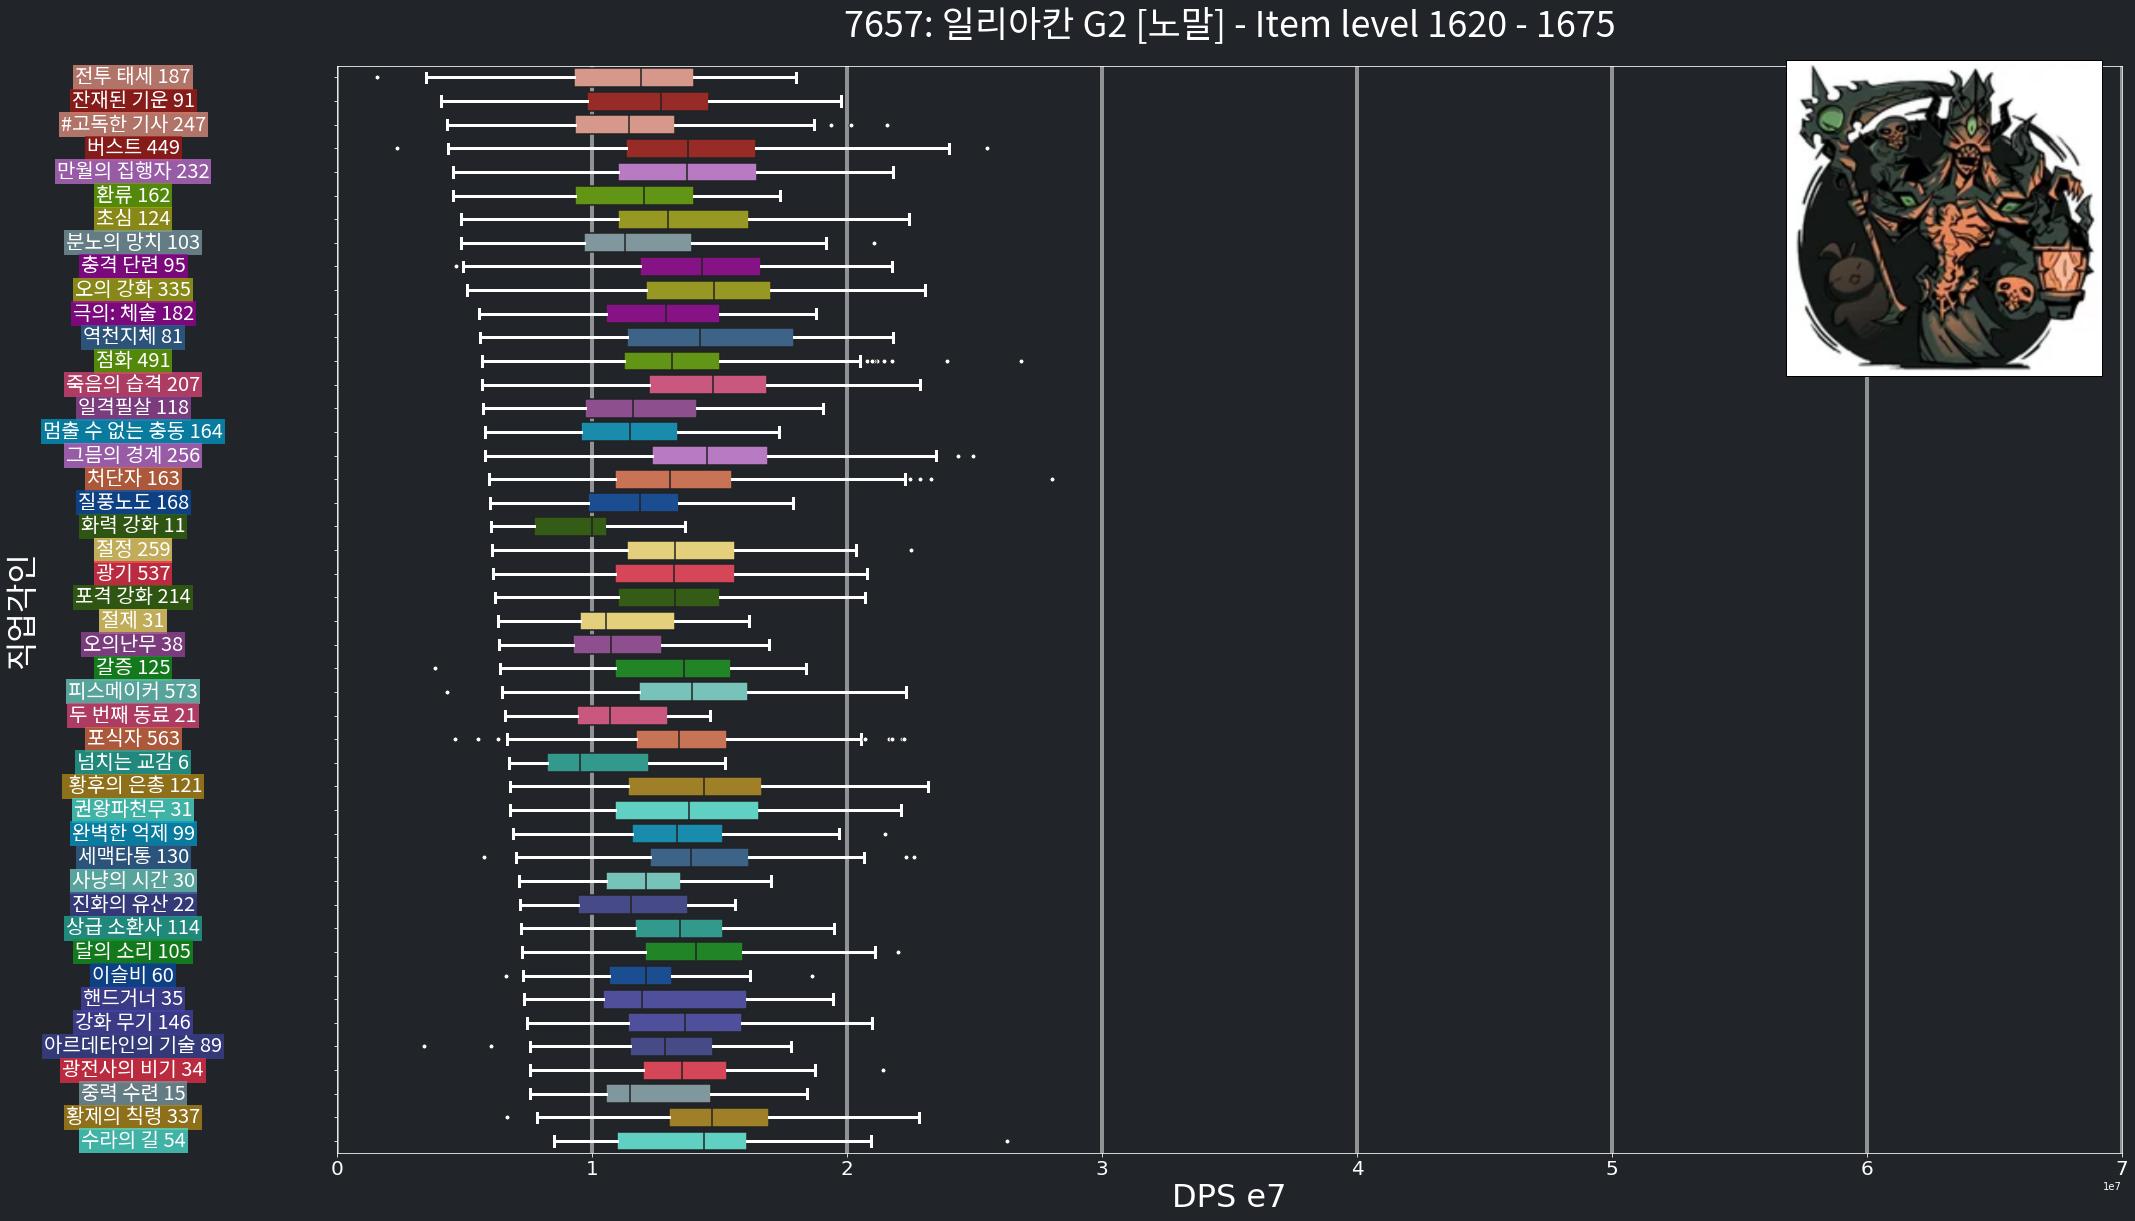 7657: 일리아칸 G2 [노말] - Item level 1620 - 1675
직업각인
전투 태세 187
잔재된 기운 91
#고독한 기사 247
버스트 449
만월의 집행자 232
환류 162
초심 124
분노의 망치 103
충격 단련 95
오의 강화 335
극의: 체술 182
역천지체 81
점화 491
죽음의 습격 207
일격필살 118
멈출 수 없는 충동 164
그믐의 경계 256
처단자 163
질풍노도 168
화력 강화 11
절정 259
광기 537
포격 강화 214
절제 31
오의난무 38
갈증 125
피스메이커 573
두 번째 동료 21
포식자 563
넘치는 교감 6
황후의 은총 121
권왕파천무 31
완벽한 억제 99
세맥타통 130
사냥의 시간 30
진화의 유산 22
상급 소환사 114
달의 소리 105
이슬비 60
핸드거너 35
강화 무기 146
아르데타인의 기술 89
광전사의 비기 34
중력 수련 15
황제의 칙령 337
수라의 길 54
0 1 2 3 4 5 6 7
1e7
DPS e7